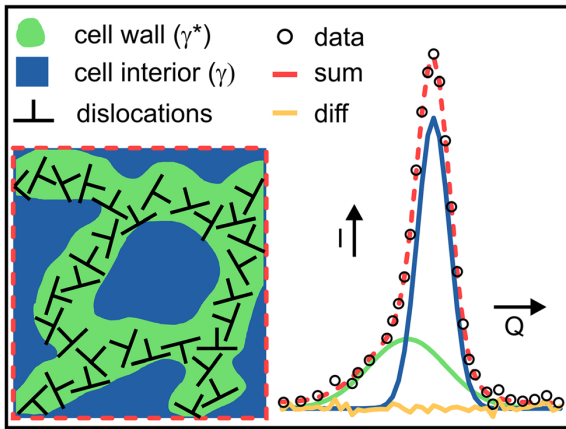 cell wall (γ*)
cell interior (γ)
dislocations
data
sum
diff
I
Q